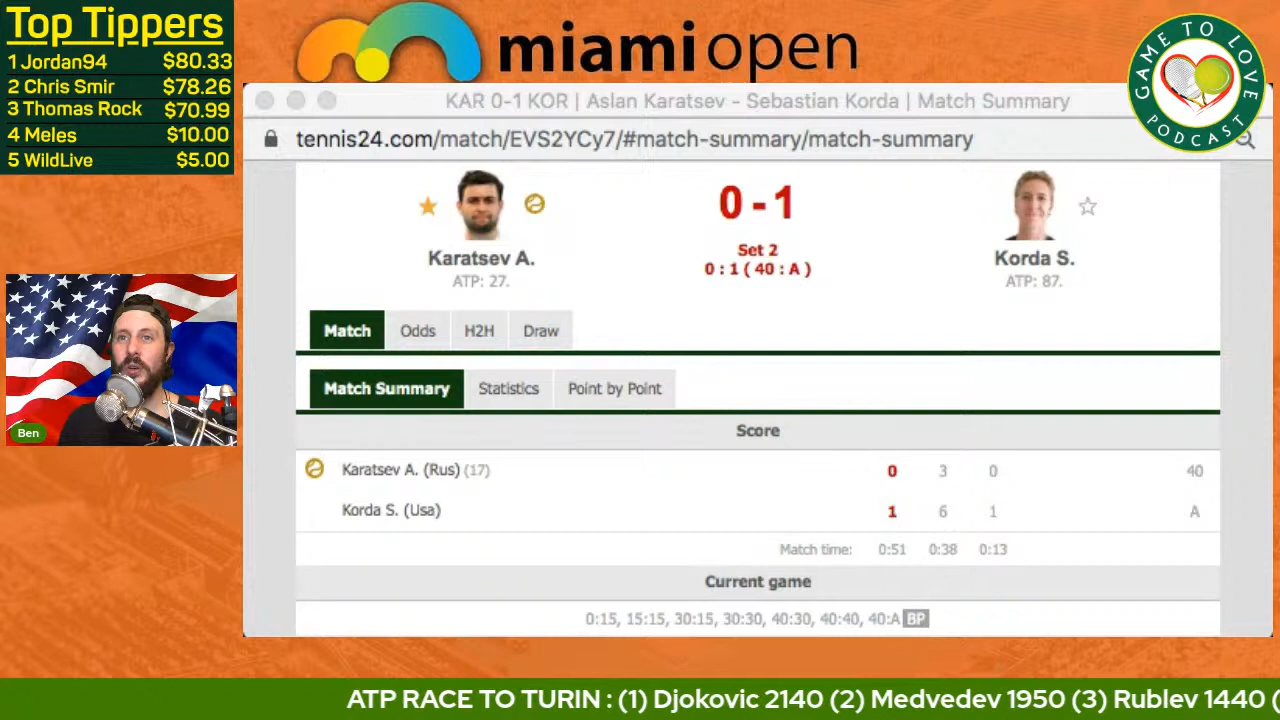 Top Tippers
1 Jordan94 $80.33
2 Chris Smir $78.26
3 Thomas Rock $70.99
4 Meles $10.00
5 WildLive $5.00
miami open
GAME TO LOVE
PODCAST
KAR 0-1 KOR | Aslan Karatsev - Sebastian Korda | Match Summary
tennis24.com/match/EVS2YCy7/#match-summary/match-summary
0 - 1
Set 2
0 : 1 ( 40 : A )
Karatsev A.
ATP: 27.
Korda S.
ATP: 87.
Match Odds H2H Draw
Match Summary Statistics Point by Point
Score
Karatsev A. (Rus) (17) 0 3 0 40
Korda S. (Usa) 1 6 1 A
Match time: 0:51 0:38 0:13
Current game
0:15, 15:15, 30:15, 30:30, 40:30, 40:40, 40:A BP
Ben
ATP RACE TO TURIN : (1) Djokovic 2140 (2) Medvedev 1950 (3) Rublev 1440 (